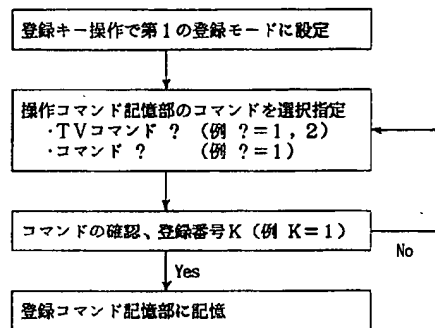 登録キー操作で第1の登録モードに設定
操作コマンド記憶部のコマンドを選択指定
・TVコマンド ? (例 ?=1, 2)
・コマンド ? (例 ?=1)
コマンドの確認、登録番号K (例 K=1)
No
Yes
登録コマンド記憶部に記憶